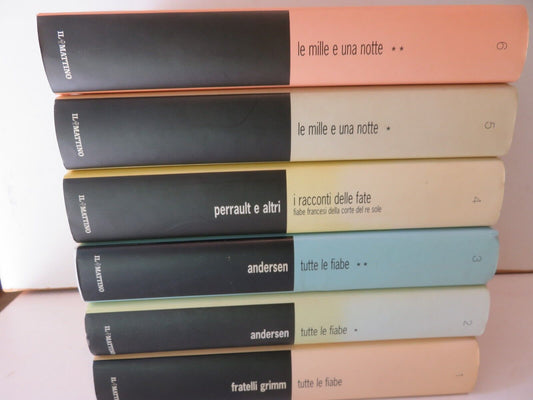 IL MATTINO
le mille e una notte **
6
IL MATTINO
le mille e una notte *
5
IL MATTINO
perrault e altri
i racconti delle fate
fiabe francesi della corte del re sole
4
IL MATTINO
andersen
tutte le fiabe **
3
IL MATTINO
andersen
tutte le fiabe *
2
IL MATTINO
fratelli grimm
tutte le fiabe
1